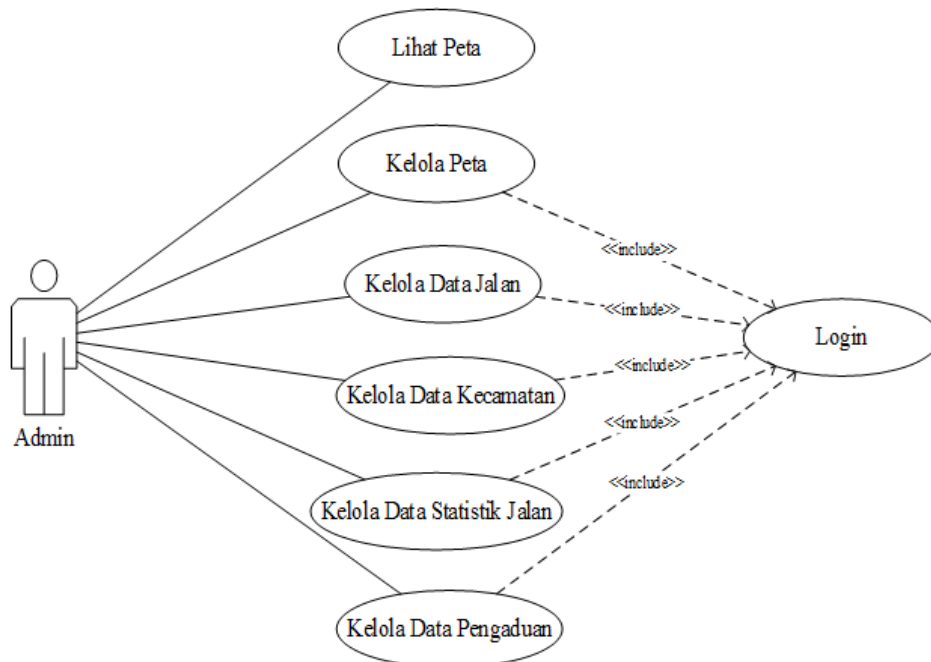 Lihat Peta
Kelola Peta
<<include>>
Kelola Data Jalan
<<include>>
Login
<<include>>
Kelola Data Kecamatan
Admin
<<include>>
<<include>>
Kelola Data Statistik Jalan
Kelola Data Pengaduan